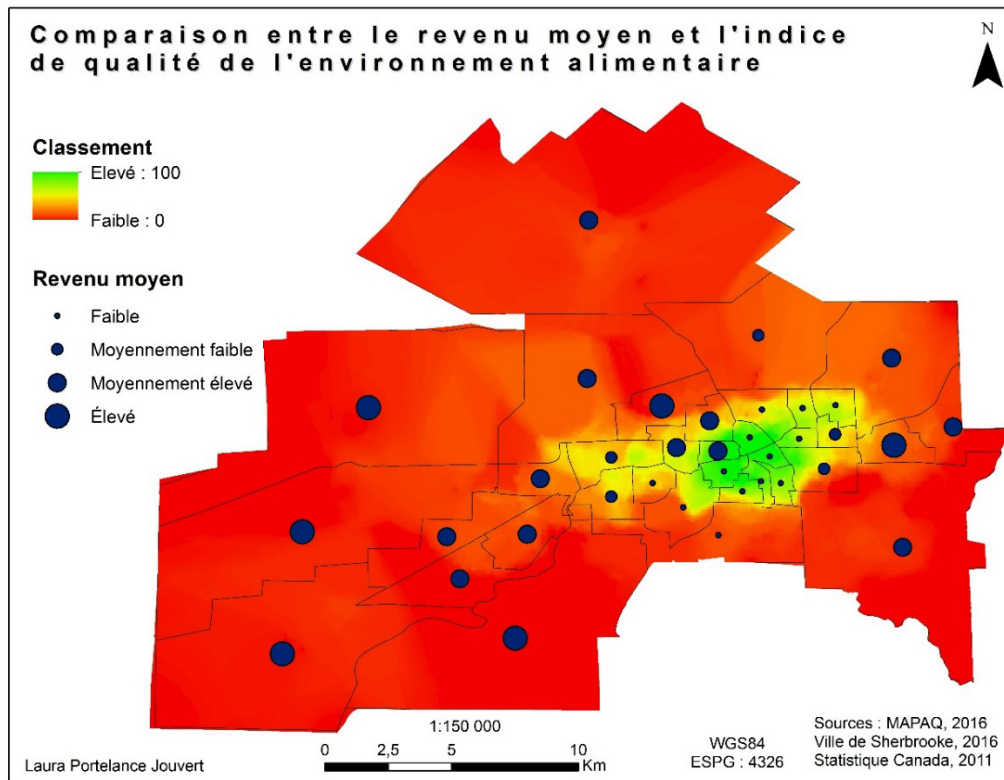 Comparaison entre le revenu moyen et l'indice
de qualité de l'environnement alimentaire
N
Classement
Elevé : 100
Faible : 0
Revenu moyen
Faible
Moyennement faible
Moyennement élevé
Élevé
1:150 000
0 2,5 5 10
Km
WGS84
ESPG : 4326
Sources : MAPAQ, 2016
Ville de Sherbrooke, 2016
Statistique Canada, 2011
Laura Portelance Jouvert